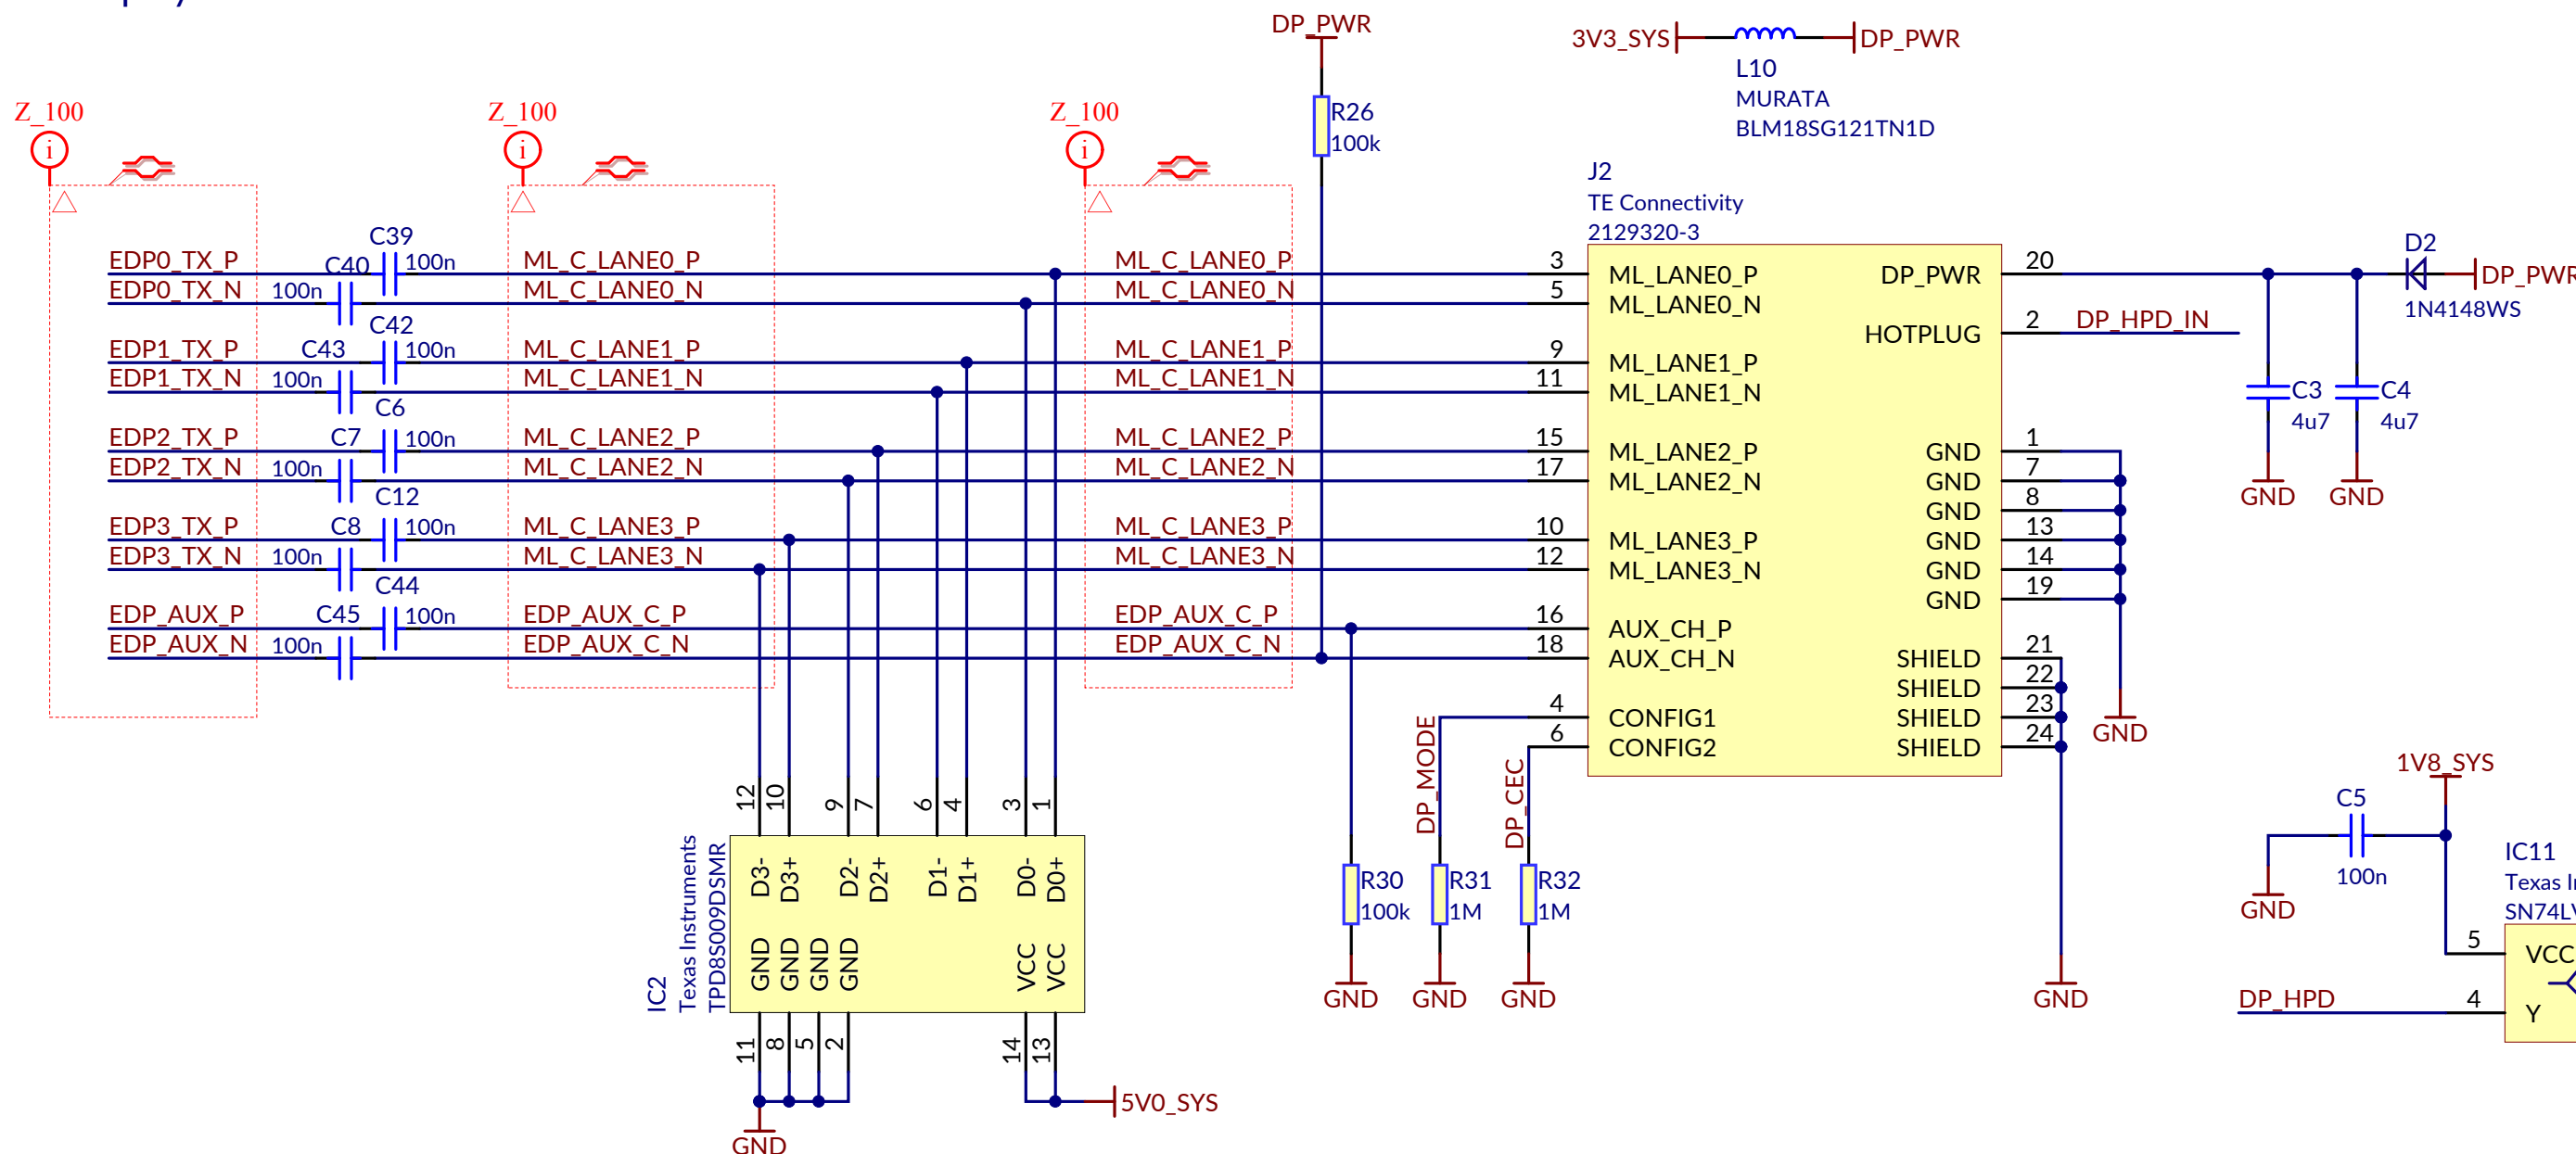 DP_PWR
3V3_SYS
DP_PWR
L10
MURATA
BLM18SG121TN1D
Z_100
i
Z_100
i
Z_100
i
R26
100k
J2
TE Connectivity
2129320-3
EDP0_TX_P
C39
100n
ML_C_LANE0_P
ML_C_LANE0_P
3
ML_LANE0_P
DP_PWR
20
D2
DP_PWR
1N4148WS
EDP0_TX_N
C40
100n
ML_C_LANE0_N
ML_C_LANE0_N
5
ML_LANE0_N
HOTPLUG
2
DP_HPD_IN
EDP1_TX_P
C42
100n
ML_C_LANE1_P
ML_C_LANE1_P
9
ML_LANE1_P
EDP1_TX_N
C43
100n
ML_C_LANE1_N
ML_C_LANE1_N
11
ML_LANE1_N
C3
4u7
C4
4u7
GND
GND
EDP2_TX_P
C6
100n
ML_C_LANE2_P
ML_C_LANE2_P
15
ML_LANE2_P
GND
1
EDP2_TX_N
C7
100n
ML_C_LANE2_N
ML_C_LANE2_N
17
ML_LANE2_N
GND
7
GND
8
EDP3_TX_P
C12
100n
ML_C_LANE3_P
ML_C_LANE3_P
10
ML_LANE3_P
GND
13
EDP3_TX_N
C8
100n
ML_C_LANE3_N
ML_C_LANE3_N
12
ML_LANE3_N
GND
14
GND
19
EDP_AUX_P
C44
100n
EDP_AUX_C_P
EDP_AUX_C_P
16
AUX_CH_P
EDP_AUX_N
C45
100n
EDP_AUX_C_N
EDP_AUX_C_N
18
AUX_CH_N
SHIELD
21
SHIELD
22
4
CONFIG1
SHIELD
23
6
CONFIG2
SHIELD
24
GND
DP_MODE
DP_CEC
R30
100k
R31
1M
R32
1M
GND
GND
GND
GND
12
10
9
7
6
4
3
1
D3-
D3+
D2-
D2+
D1-
D1+
D0-
D0+
GND
GND
GND
GND
VCC
VCC
IC2
Texas Instruments
TPD8S009DSMR
11
8
5
2
14
13
GND
5V0_SYS
1V8_SYS
C5
100n
GND
IC11
Texas
SN74LV
5
VCC
DP_HPD
4
Y